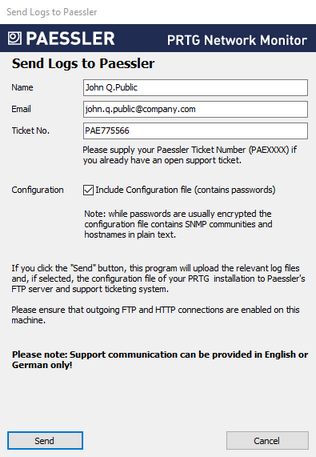 Send Logs to Paessler
PAESSLER
PRTG Network Monitor
Send Logs to Paessler
Name
John Q.Public
Email
john.q.public@company.com
Ticket No.
PAE775566
Please supply your Paessler Ticket Number (PAEXXXX) if
you already have an open support ticket.
Configuration
Include Configuration file (contains passwords)
Note: while passwords are usually encrypted the
configuration file contains SNMP communities and
hostnames in plain text.
If you click the "Send" button, this program will upload the relevant log files
and, if selected, the configuration file of your PRTG installation to Paessler's
FTP server and support ticketing system.
Please ensure that outgoing FTP and HTTP connections are enabled on this
machine.
Please note: Support communication can be provided in English or
German only!
Send
Cancel